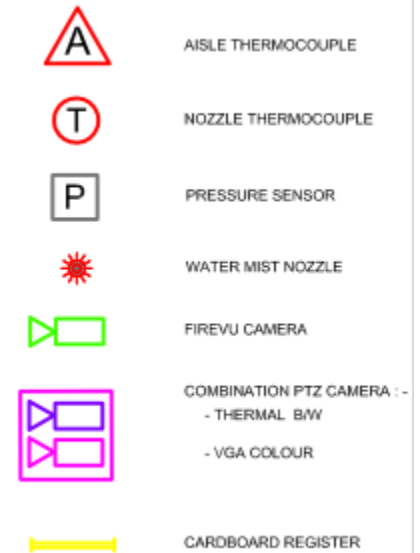 A AISLE THERMOCOUPLE
T NOZZLE THERMOCOUPLE
P PRESSURE SENSOR
WATER MIST NOZZLE
FIREVU CAMERA
COMBINATION PTZ CAMERA : -
- THERMAL B/W
- VGA COLOUR
CARDBOARD REGISTER